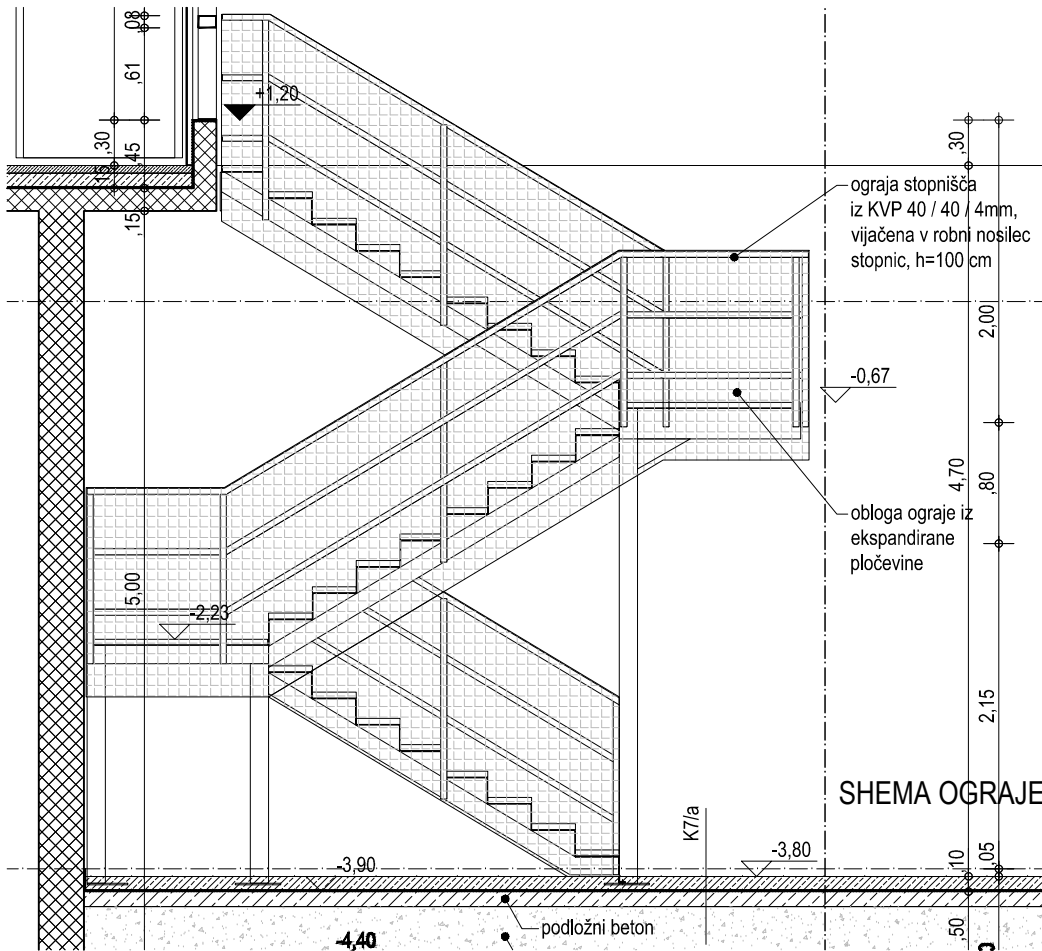 ,08
,61
+1,20
,30
,45
15
,15
,30
ograja stopnišča
iz KVP 40 / 40 / 4mm,
vijačena v robni nosilec
stopnic, h=100 cm
2,00
-0,67
4,70
,80
obloga ograje iz
ekspandirane
pločevine
5,00
-2,23
2,15
SHEMA OGRAJE
K7/a
-3,80
-3,90
,10
,05
podložni beton
,50
-4,40